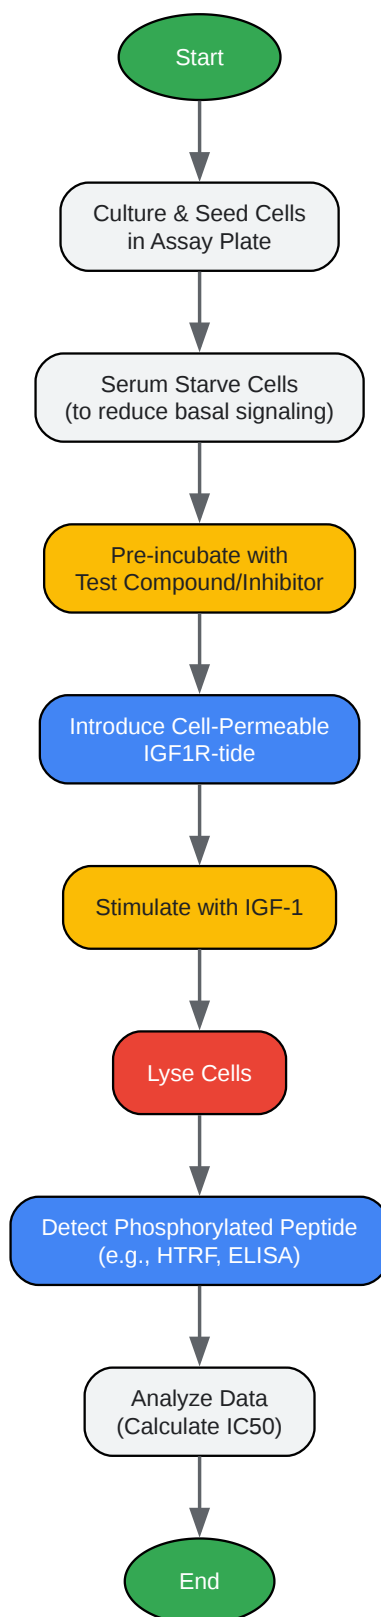 Start
Culture & Seed Cells
in Assay Plate
Serum Starve Cells
(to reduce basal signaling)
Pre-incubate with
Test Compound/Inhibitor
Introduce Cell-Permeable
IGF1R-tide
Stimulate with IGF-1
Lyse Cells
Detect Phosphorylated Peptide
(e.g., HTRF, ELISA)
Analyze Data
(Calculate IC50)
End